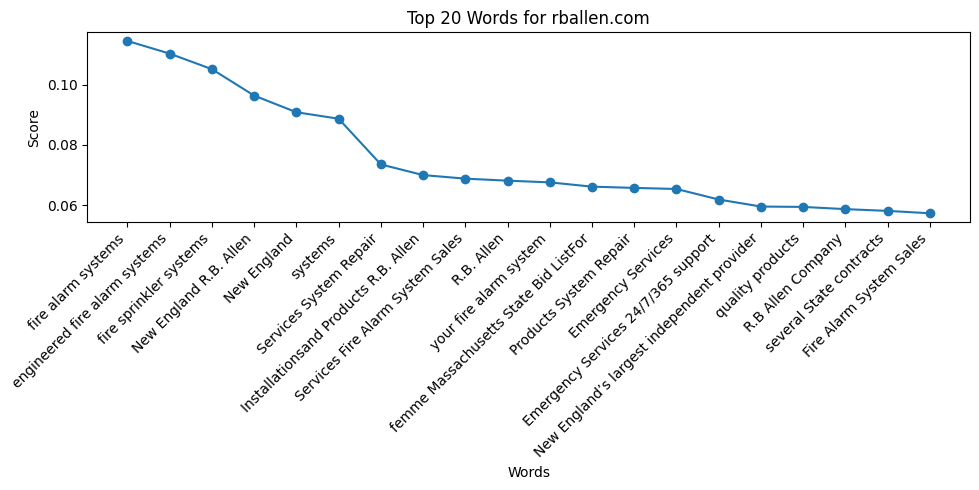 Top 20 Words for rballen.com
Score
0.10
0.08
0.06
fire alarm systems
engineered fire alarm systems
fire sprinkler systems
New England R.B. Allen
New England
systems
Services System Repair
Installationsand Products R.B. Allen
Services Fire Alarm System Sales
R.B. Allen
your fire alarm system
femme Massachusetts State Bid ListFor
Products System Repair
Emergency Services
Emergency Services 24/7/365 support
New England's largest independent provider
quality products
R.B Allen Company
several State contracts
Fire Alarm System Sales
Words